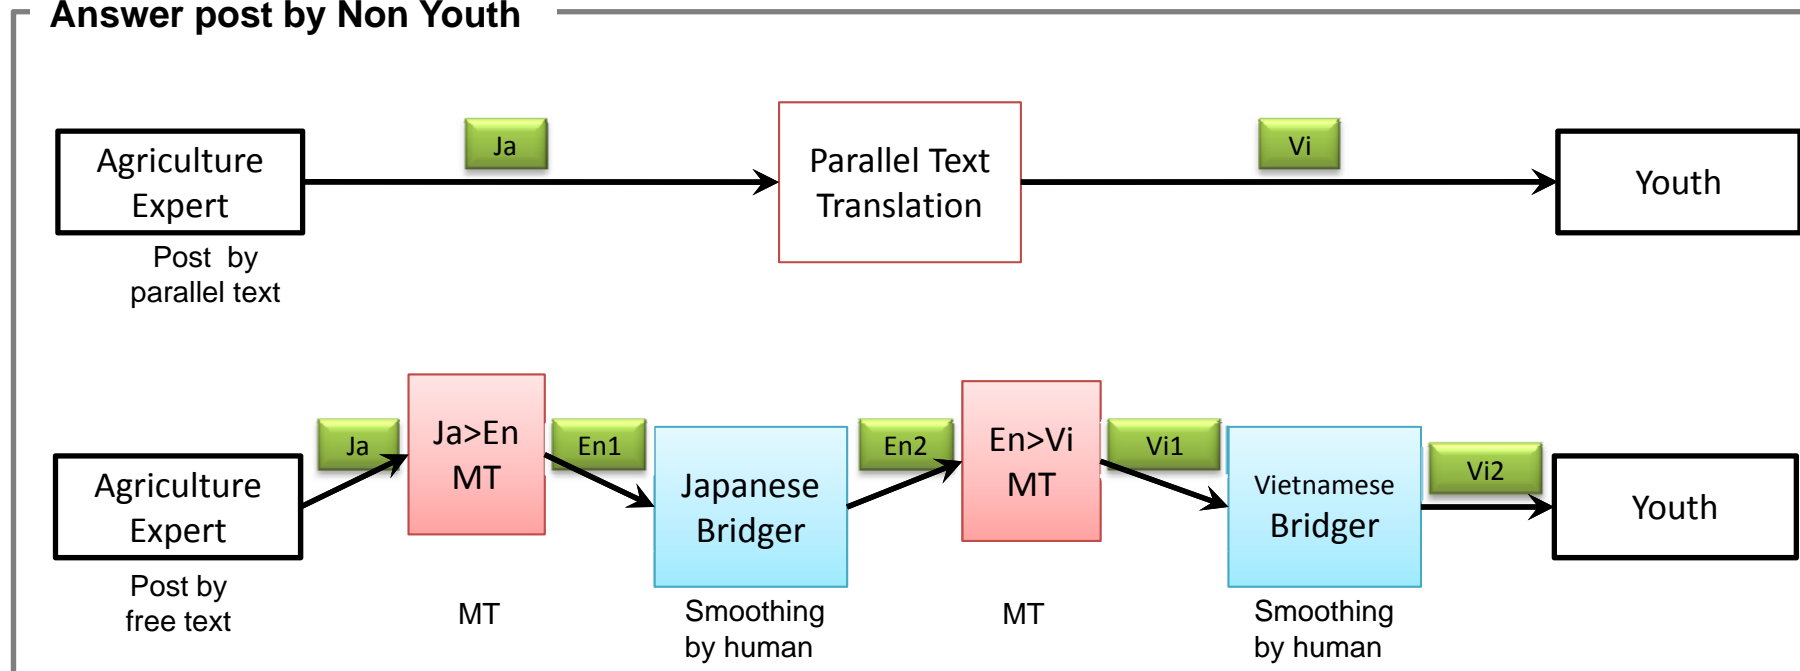 Answer post by Non Youth
Ja
Vi
Agriculture
Expert
Parallel Text
Translation
Youth
Post by
parallel text
Ja
Ja>En
MT
En1
Japanese
Bridger
En2
En>Vi
MT
Vi1
Vietnamese
Bridger
Vi2
Agriculture
Expert
Youth
Post by
free text
MT
Smoothing
by human
MT
Smoothing
by human